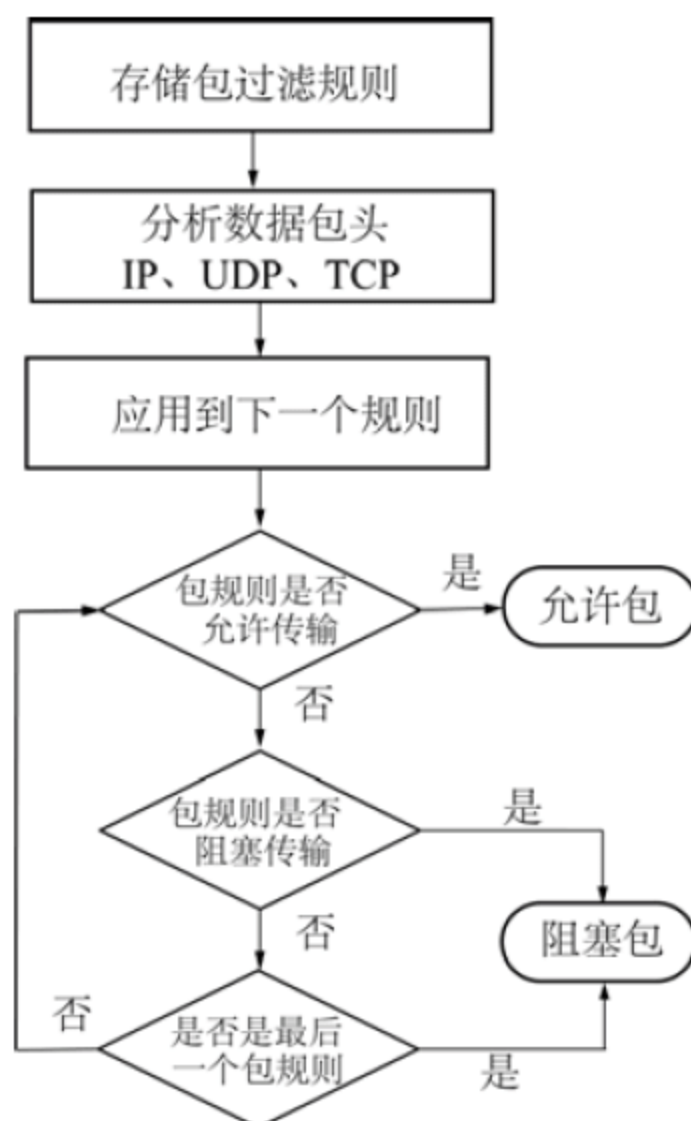 存储包过滤规则
分析数据包头
IP、UDP、TCP
应用到下一个规则
包规则是否
允许传输
是
允许包
否
包规则是否
阻塞传输
是
阻塞包
否
是否是最后
一个包规则
否
是